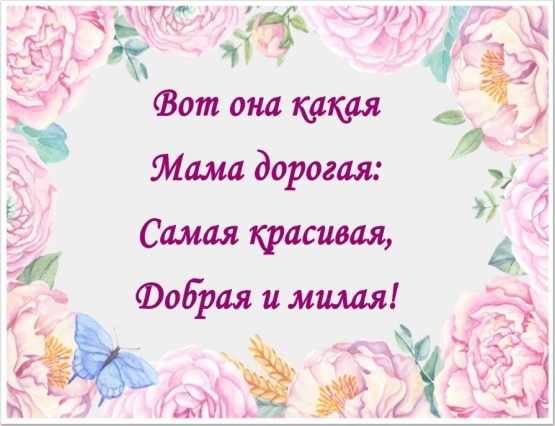 Вот она какая
Мама дорогая:
Самая красивая,
Добрая и милая!